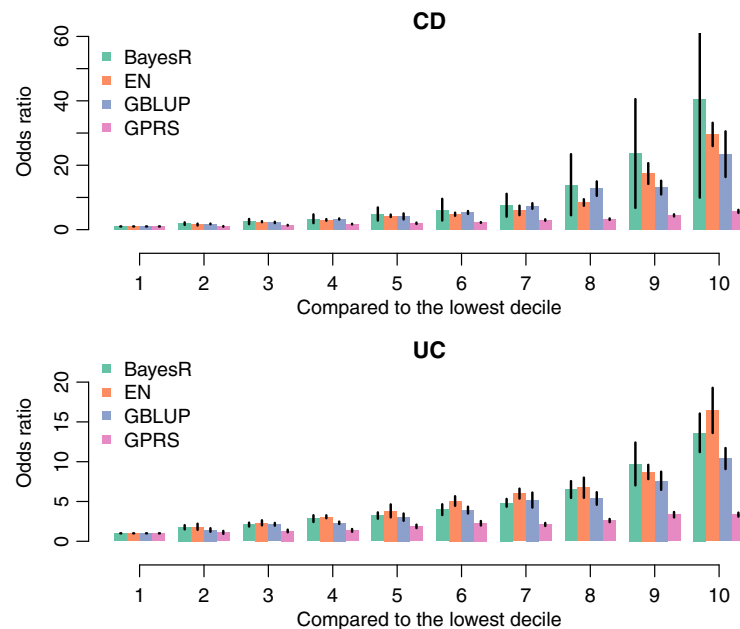 CD
60
40
20
0
Odds ratio
BayesR
EN
GBLUP
GPRS
1 2 3 4 5 6 7 8 9 10
Compared to the lowest decile
UC
20
15
10
5
0
Odds ratio
BayesR
EN
GBLUP
GPRS
1 2 3 4 5 6 7 8 9 10
Compared to the lowest decile